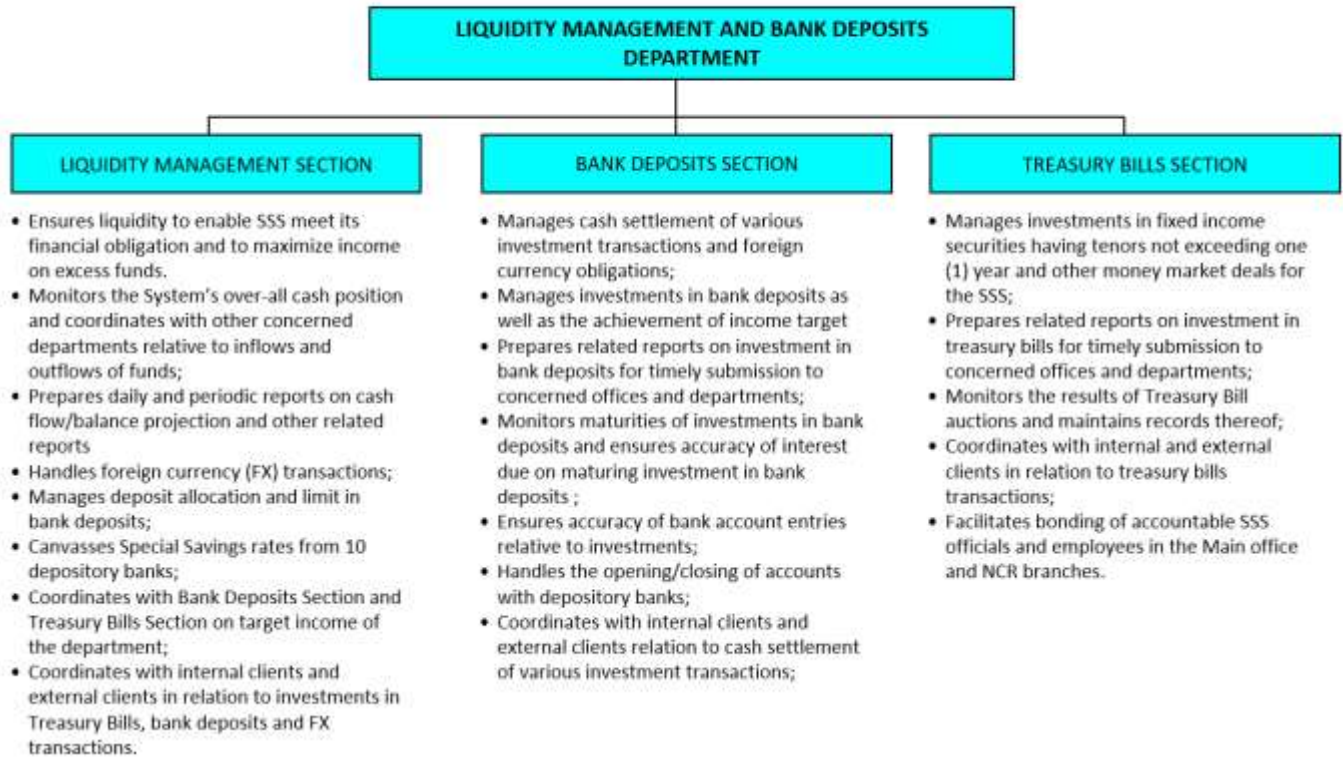 LIQUIDITY MANAGEMENT AND BANK DEPOSITS
DEPARTMENT
LIQUIDITY MANAGEMENT SECTION
• Ensures liquidity to enable SSS meet its
financial obligation and to maximize income
on excess funds.
• Monitors the System's over-all cash position
and coordinates with other concerned
departments relative to inflows and
outflows of funds;
• Prepares daily and periodic reports on cash
flow/balance projection and other related
reports
• Handles foreign currency (FX) transactions;
• Manages deposit allocation and limit in
bank deposits;
• Canvasses Special Savings rates from 10
depository banks;
• Coordinates with Bank Deposits Section and
Treasury Bills Section on target income of
the department;
• Coordinates with internal clients and
external clients in relation to investments in
Treasury Bills, bank deposits and FX
transactions.
BANK DEPOSITS SECTION
• Manages cash settlement of various
investment transactions and foreign
currency obligations;
• Manages investments in bank deposits as
well as the achievement of income target
• Prepares related reports on investment in
bank deposits for timely submission to
concerned offices and departments;
• Monitors maturities of investments in bank
deposits and ensures accuracy of interest
due on maturing investment in bank
deposits ;
• Ensures accuracy of bank account entries
relative to investments;
• Handles the opening/closing of accounts
with depository banks;
• Coordinates with internal clients and
external clients relation to cash settlement
of various investment transactions;
TREASURY BILLS SECTION
• Manages investments in fixed income
securities having tenors not exceeding one
(1) year and other money market deals for
the SSS;
• Prepares related reports on investment in
treasury bills for timely submission to
concerned offices and departments;
• Monitors the results of Treasury Bill
auctions and maintains records thereof;
• Coordinates with internal and external
clients in relation to treasury bills
transactions;
• Facilitates bonding of accountable SSS
officials and employees in the Main office
and NCR branches.